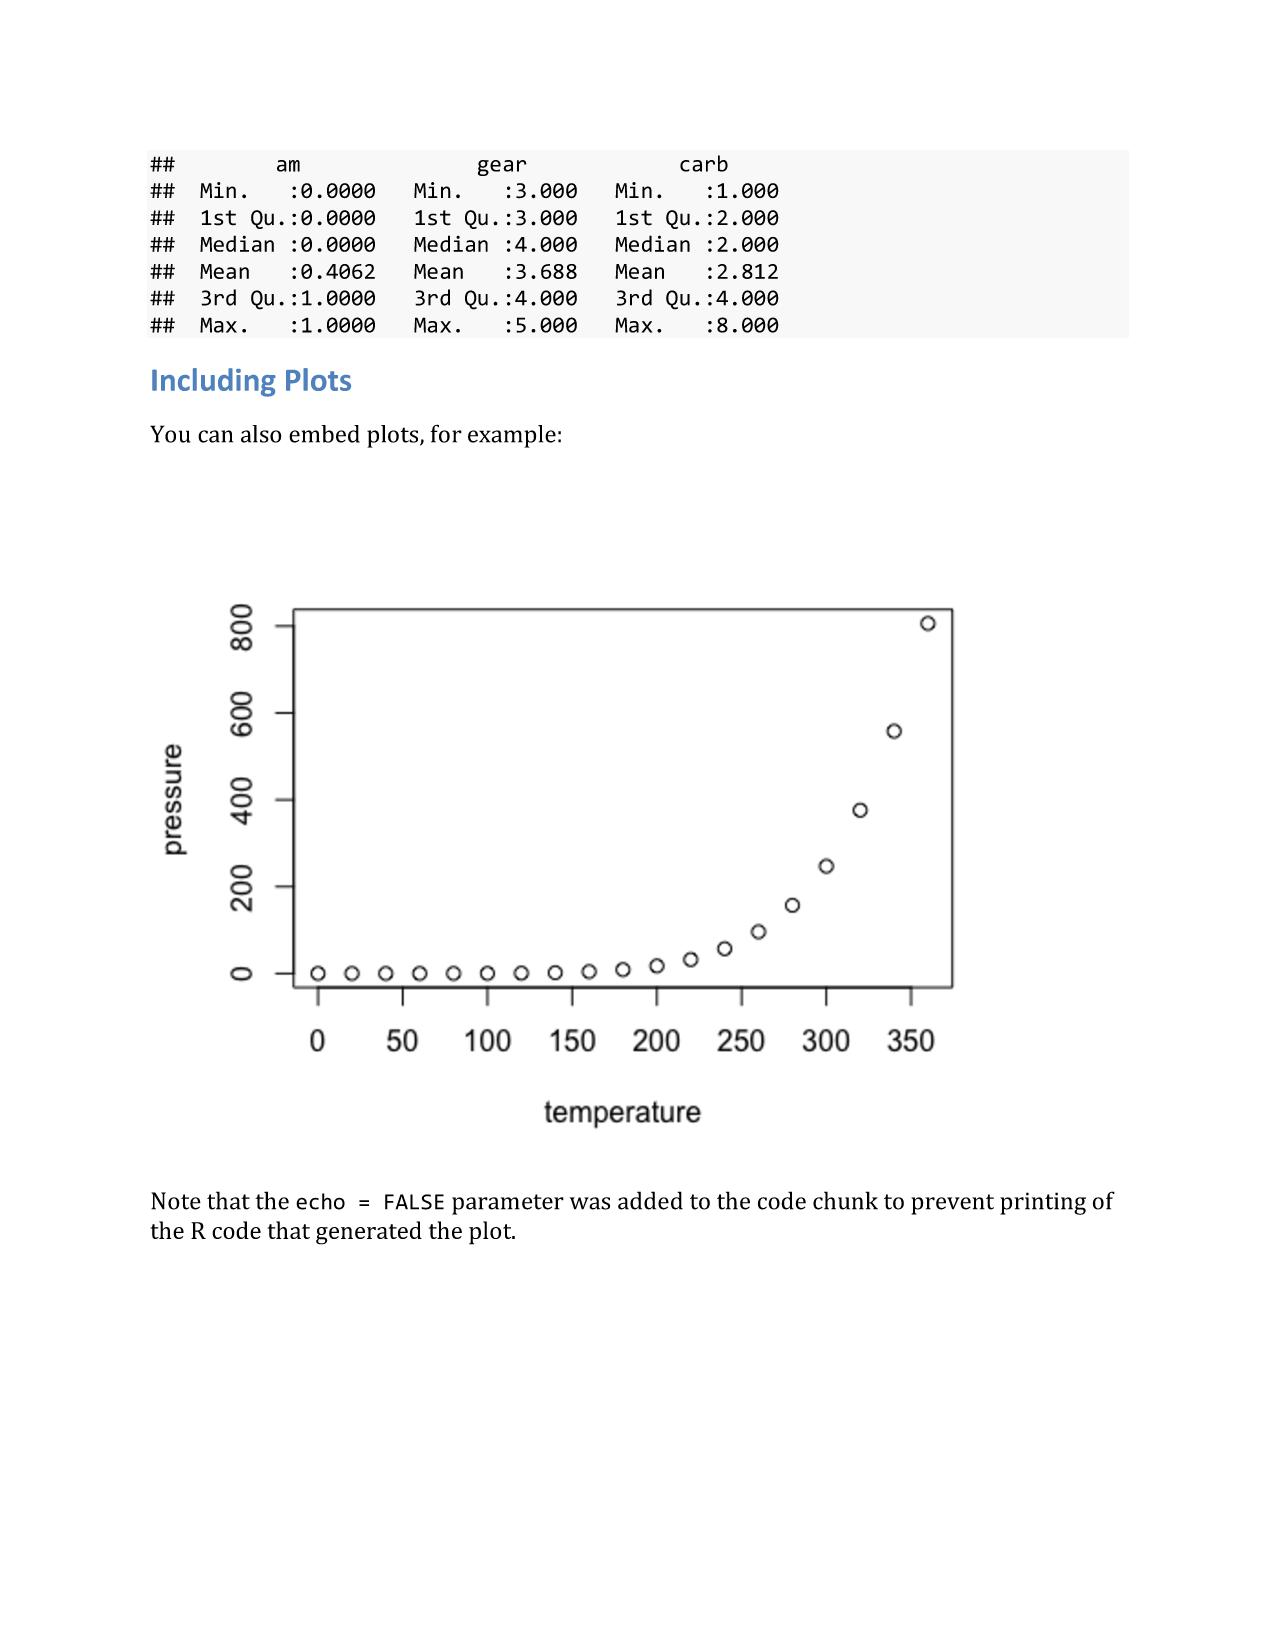 ##        am              gear            carb
##  Min.   :0.0000   Min.   :3.000   Min.   :1.000
##  1st Qu.:0.0000   1st Qu.:3.000   1st Qu.:2.000
##  Median :0.0000   Median :4.000   Median :2.000
##  Mean   :0.4062   Mean   :3.688   Mean   :2.812
##  3rd Qu.:1.0000   3rd Qu.:4.000   3rd Qu.:4.000
##  Max.   :1.0000   Max.   :5.000   Max.   :8.000
Including Plots
You can also embed plots, for example:
800
600
400
200
0
pressure
0 50 100 150 200 250 300 350
temperature
Note that the echo = FALSE parameter was added to the code chunk to prevent printing of
the R code that generated the plot.